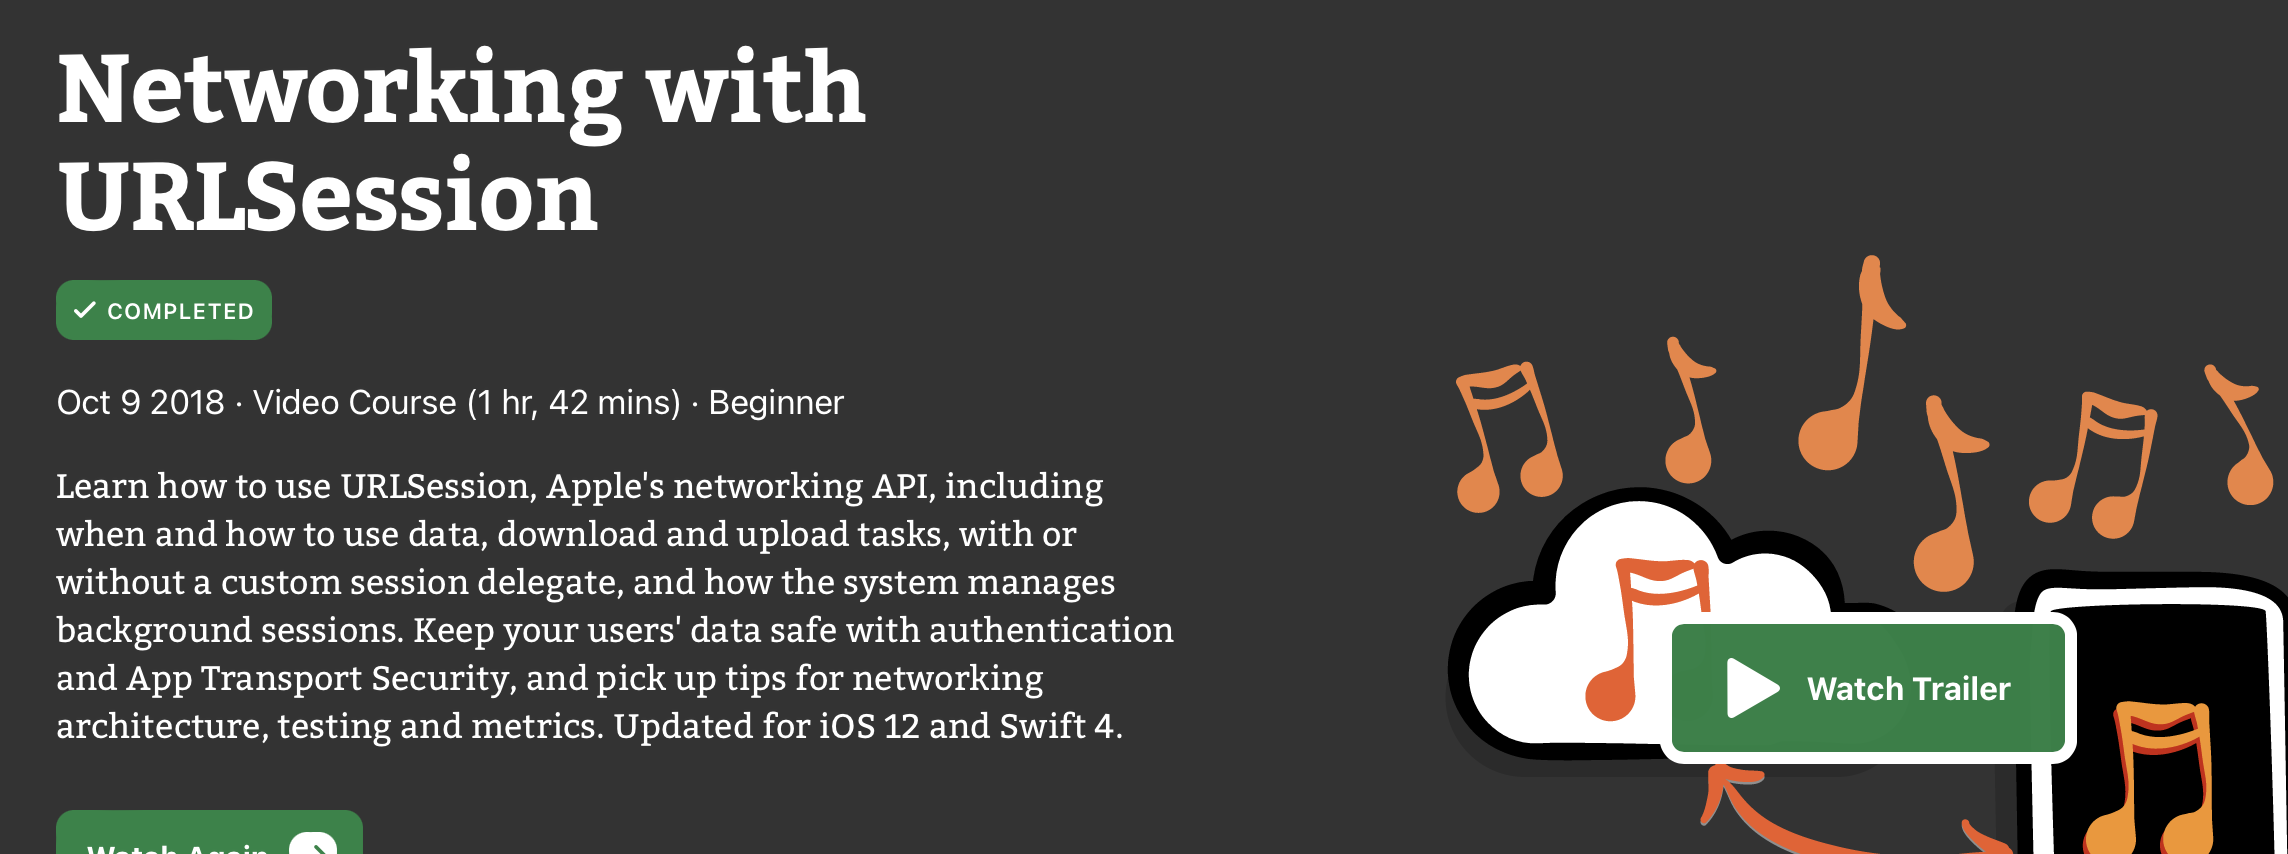 Networking with
URLSession
COMPLETED
Oct 9 2018 · Video Course (1 hr, 42 mins) · Beginner
Learn how to use URLSession, Apple's networking API, including
when and how to use data, download and upload tasks, with or
without a custom session delegate, and how the system manages
background sessions. Keep your users' data safe with authentication
and App Transport Security, and pick up tips for networking
architecture, testing and metrics. Updated for iOS 12 and Swift 4.
Watch Trailer
Watch Again